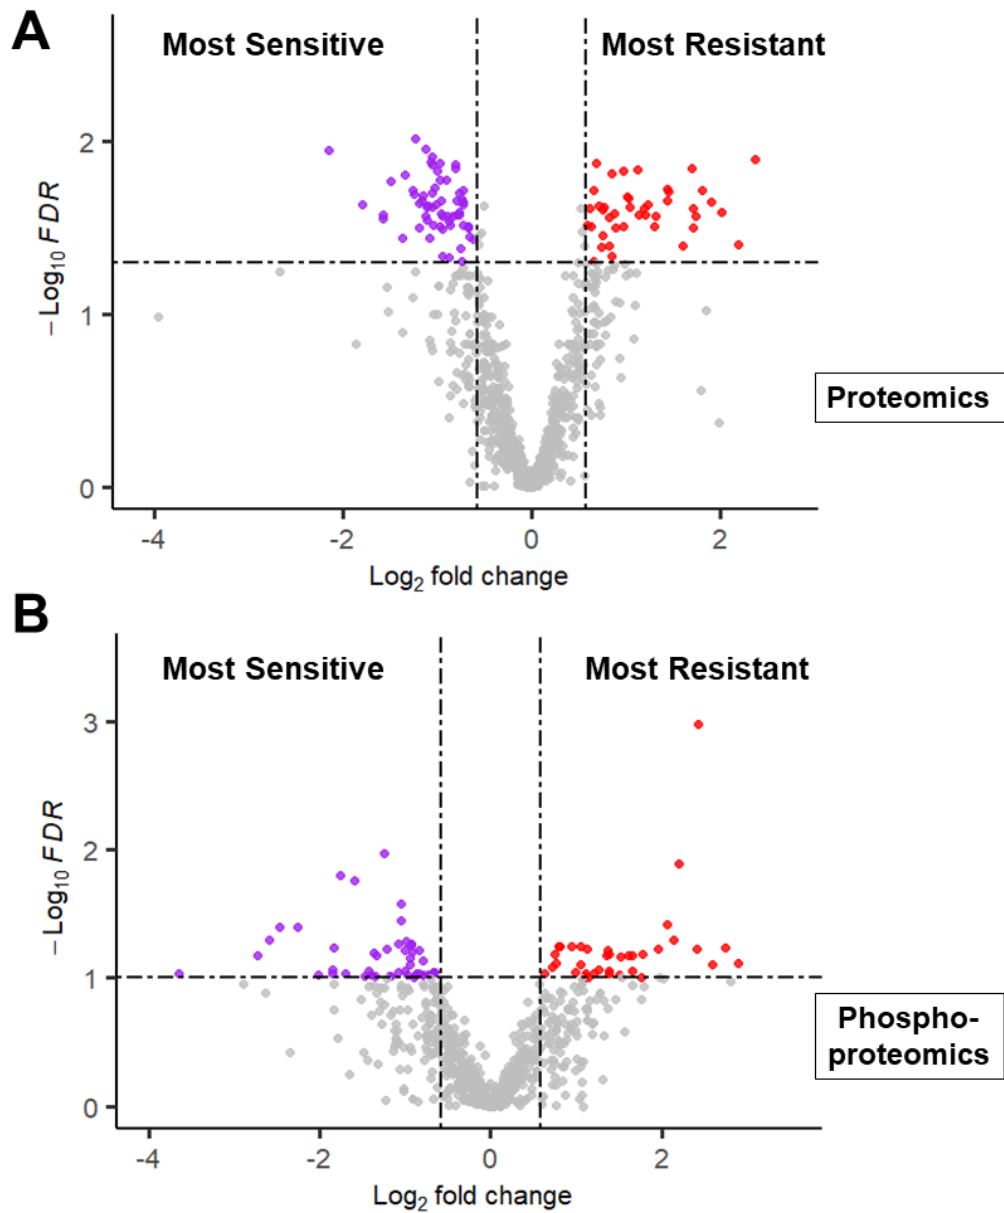 A
Most Sensitive
Most Resistant
2
1
0
−Log10 FDR
Proteomics
-4
-2
0
2
Log2 fold change
B
Most Sensitive
Most Resistant
3
2
1
0
−Log10 FDR
Phospho-
proteomics
-4
-2
0
2
Log2 fold change